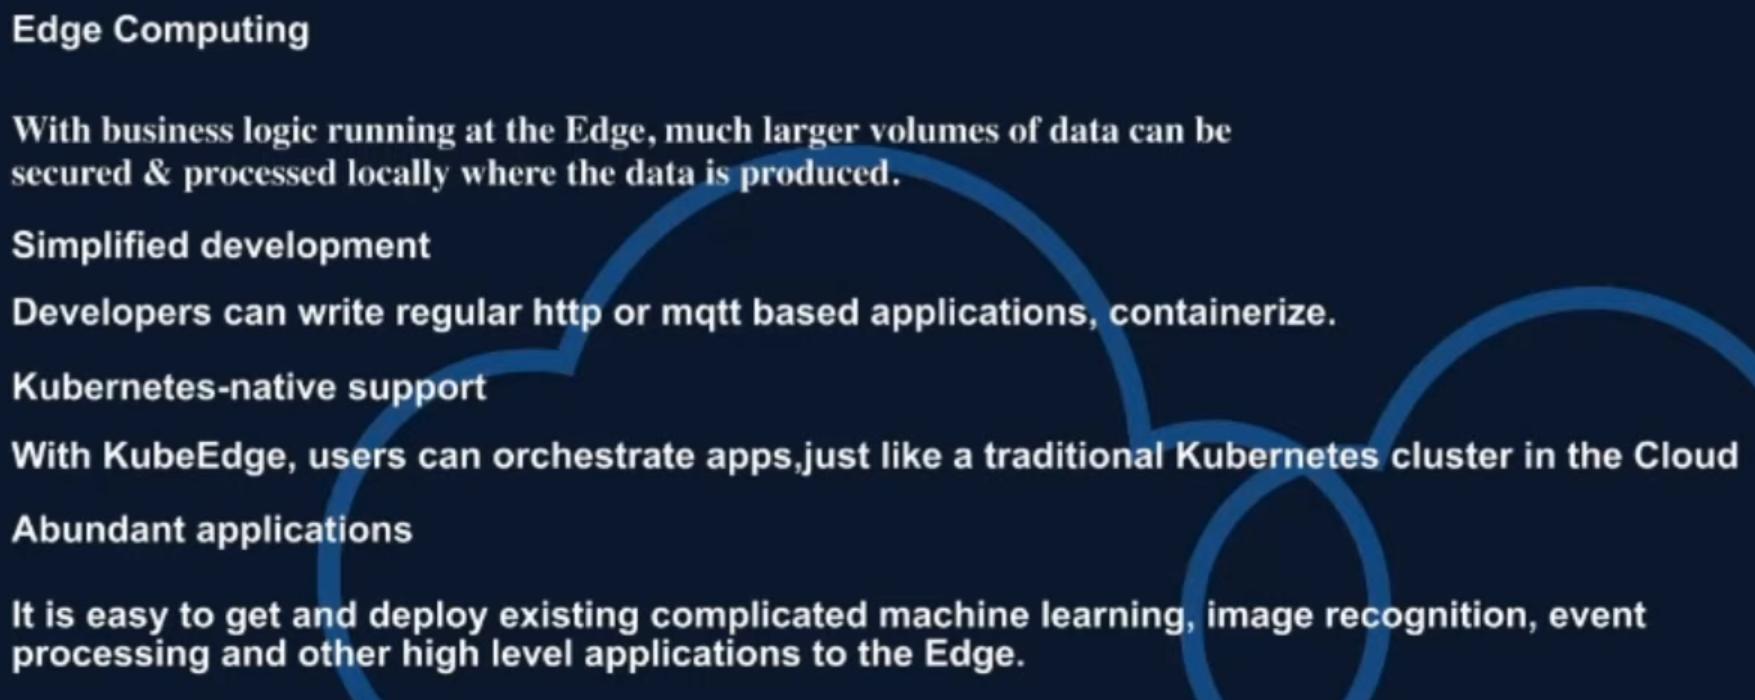 Edge Computing
With business logic running at the Edge, much larger volumes of data can be
secured & processed locally where the data is produced.
Simplified development
Developers can write regular http or mqtt based applications, containerize.
Kubernetes-native support
With KubeEdge, users can orchestrate apps,just like a traditional Kubernetes cluster in the Cloud
Abundant applications
It is easy to get and deploy existing complicated machine learning, image recognition, event
processing and other high level applications to the Edge.